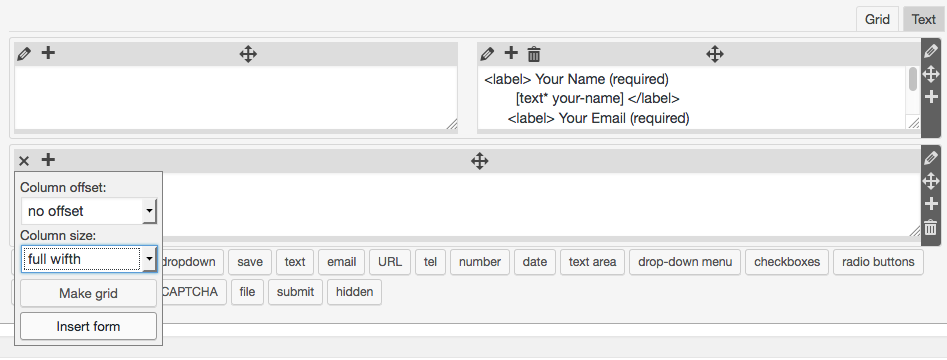 Grid Text
<label> Your Name (required)
[text* your-name] </label>
<label> Your Email (required)
Column offset:
no offset
Column size:
full wifth
dropdown save text email URL tel number date text area drop-down menu checkboxes radio buttons
Make grid
CAPTCHA file submit hidden
Insert form